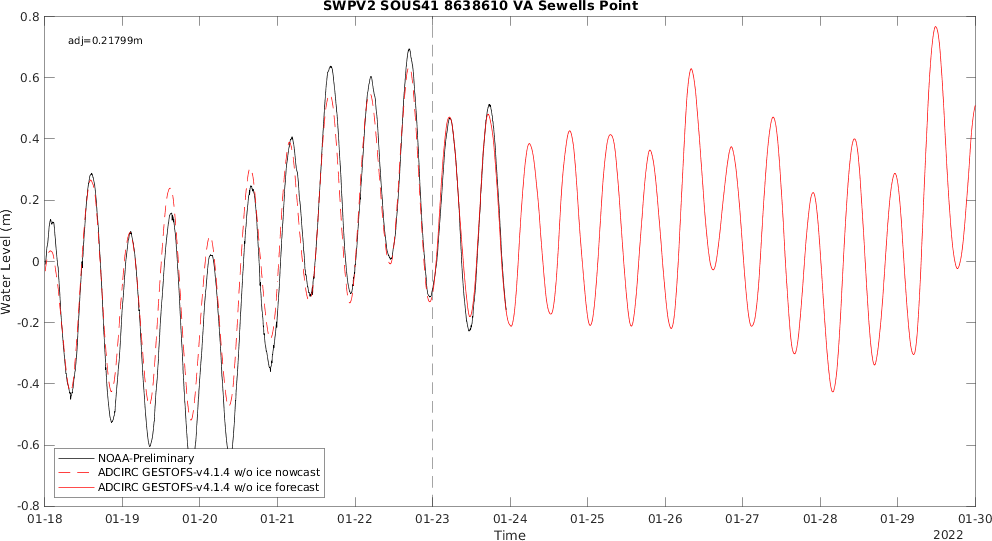 SWPV2 SOUS41 8638610 VA Sewells Point
adj=0.21799m
Water Level (m)
0.8
0.6
0.4
0.2
0
-0.2
-0.4
-0.6
-0.8
NOAA-Preliminary
ADCIRC GESTOFS-v4.1.4 w/o ice nowcast
ADCIRC GESTOFS-v4.1.4 w/o ice forecast
01-18 01-19 01-20 01-21 01-22 01-23 01-24 01-25 01-26 01-27 01-28 01-29 01-30
Time
2022